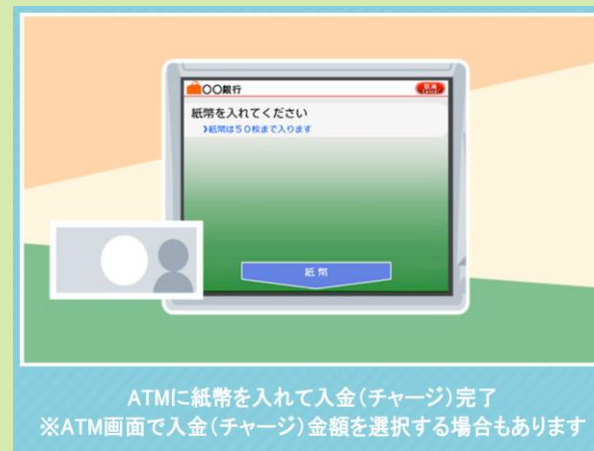 〇〇銀行
取消
紙幣を入れてください
❯紙幣は50枚まで入ります
紙幣
ATMに紙幣を入れて入金(チャージ)完了
※ATM画面で入金(チャージ)金額を選択する場合もあります